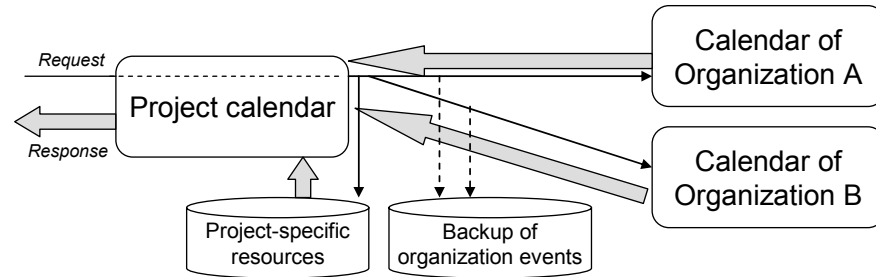 Request
Project calendar
Response
Calendar of
Organization A
Calendar of
Organization B
Project-specific
resources
Backup of
organization events